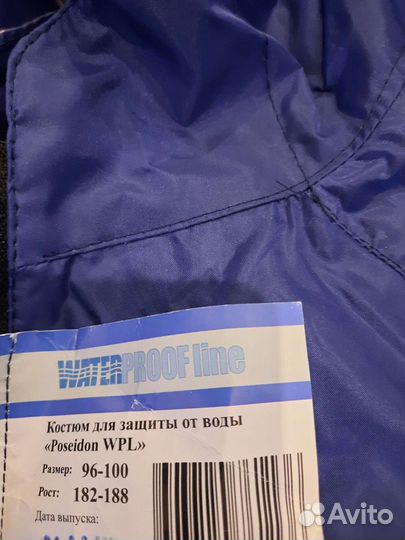 WATERPROOF line
Костюм для защиты от воды
«Poseidon WPL»
Размер: 96-100
Рост: 182-188
Дата выпуска:
Avito